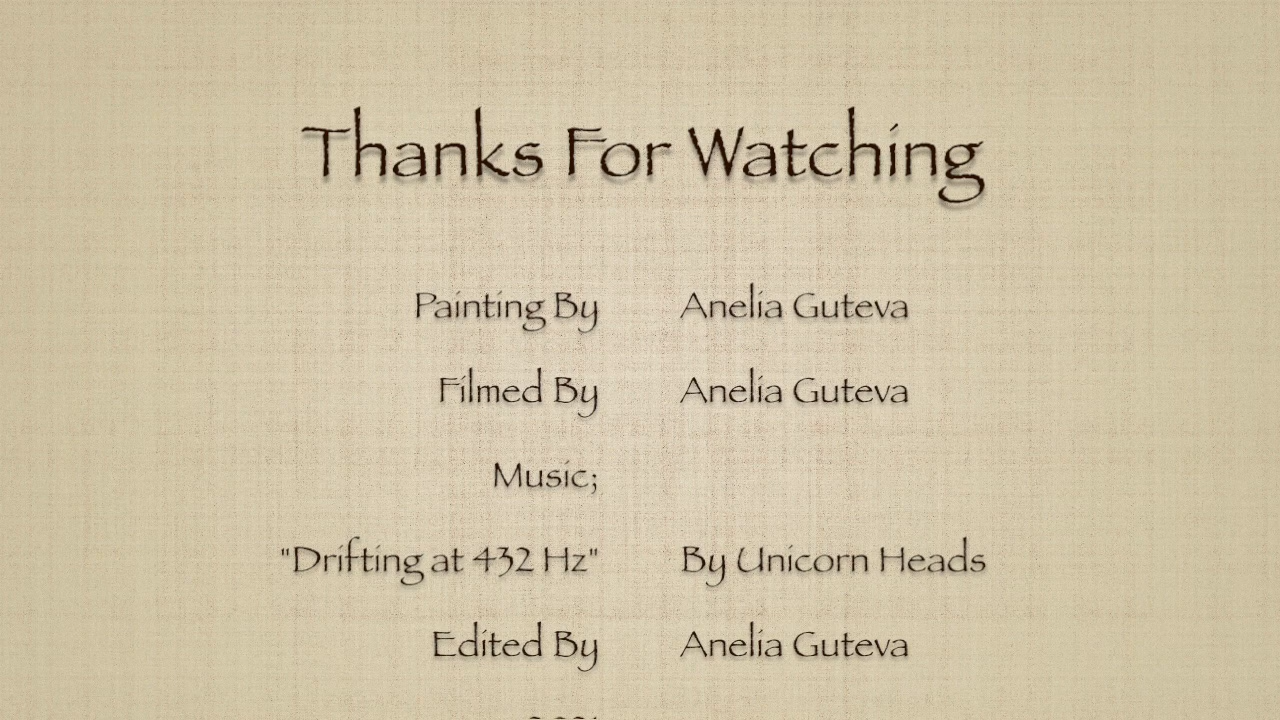 Thanks For Watching
Painting By Anelia Guteva
Filmed By Anelia Guteva
Music;
"Drifting at 432 Hz" By Unicorn Heads
Edited By Anelia Guteva